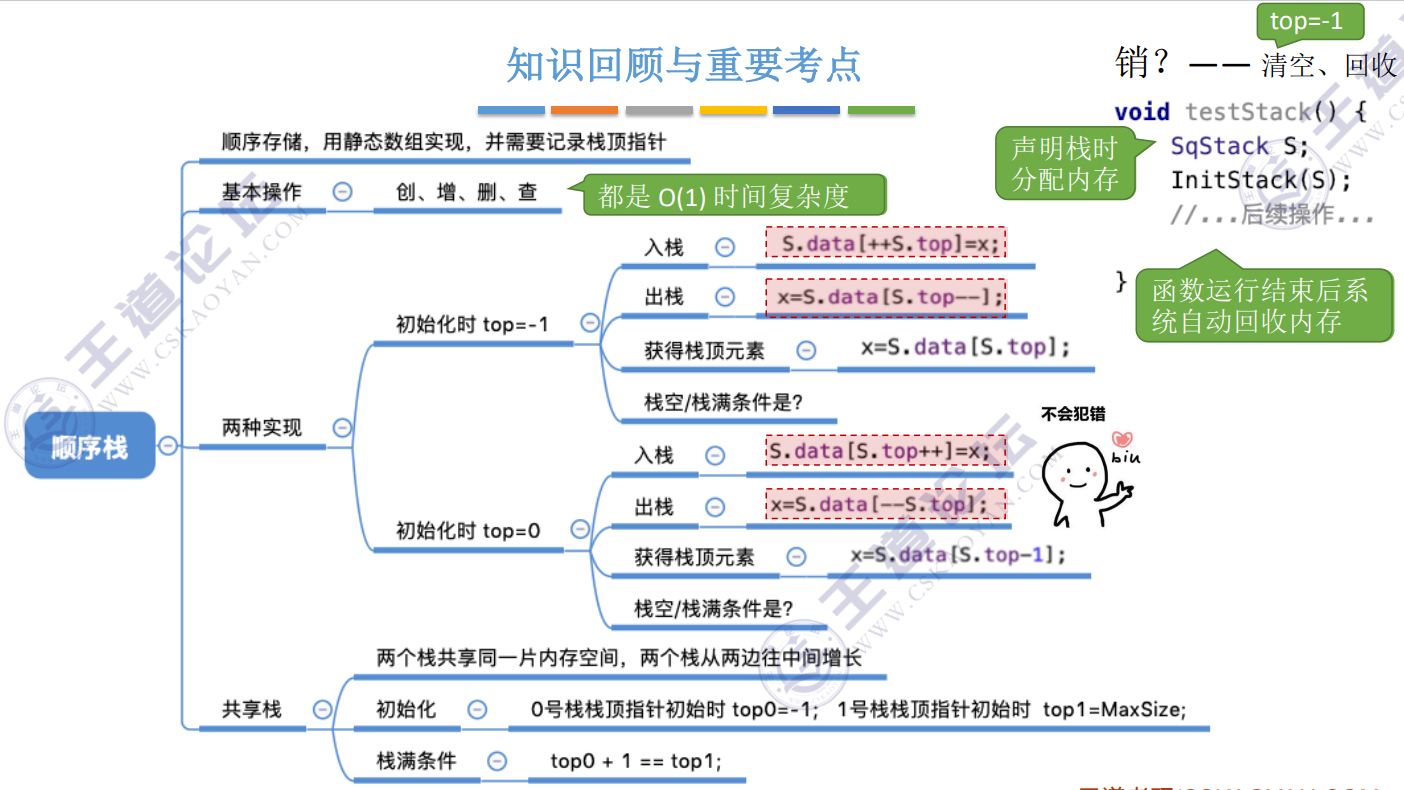 top=-1
知识回顾与重要考点
销？—— 清空、回收
void testStack() {
顺序存储，用静态数组实现，并需要记录栈顶指针
声明栈时
分配内存
SqStack S;
InitStack(S);
//...后续操作...
}
基本操作
创、增、删、查
都是 O(1) 时间复杂度
函数运行结束后系
统自动回收内存
顺序栈
两种实现
初始化时 top=-1
入栈
S.data[++S.top]=x;
出栈
x=S.data[S.top--];
获得栈顶元素
x=S.data[S.top];
栈空/栈满条件是?
不会犯错
biu
初始化时 top=0
入栈
S.data[S.top++]=x;
出栈
x=S.data[--S.top];
获得栈顶元素
x=S.data[S.top-1];
栈空/栈满条件是?
共享栈
两个栈共享同一片内存空间，两个栈从两边往中间增长
初始化
0号栈栈顶指针初始时 top0=-1； 1号栈栈顶指针初始时 top1=MaxSize;
栈满条件
top0 + 1 == top1;
王道论坛
WWW.CSKAOYAN.COM
王道论坛
WWW.CSKAOYAN.COM